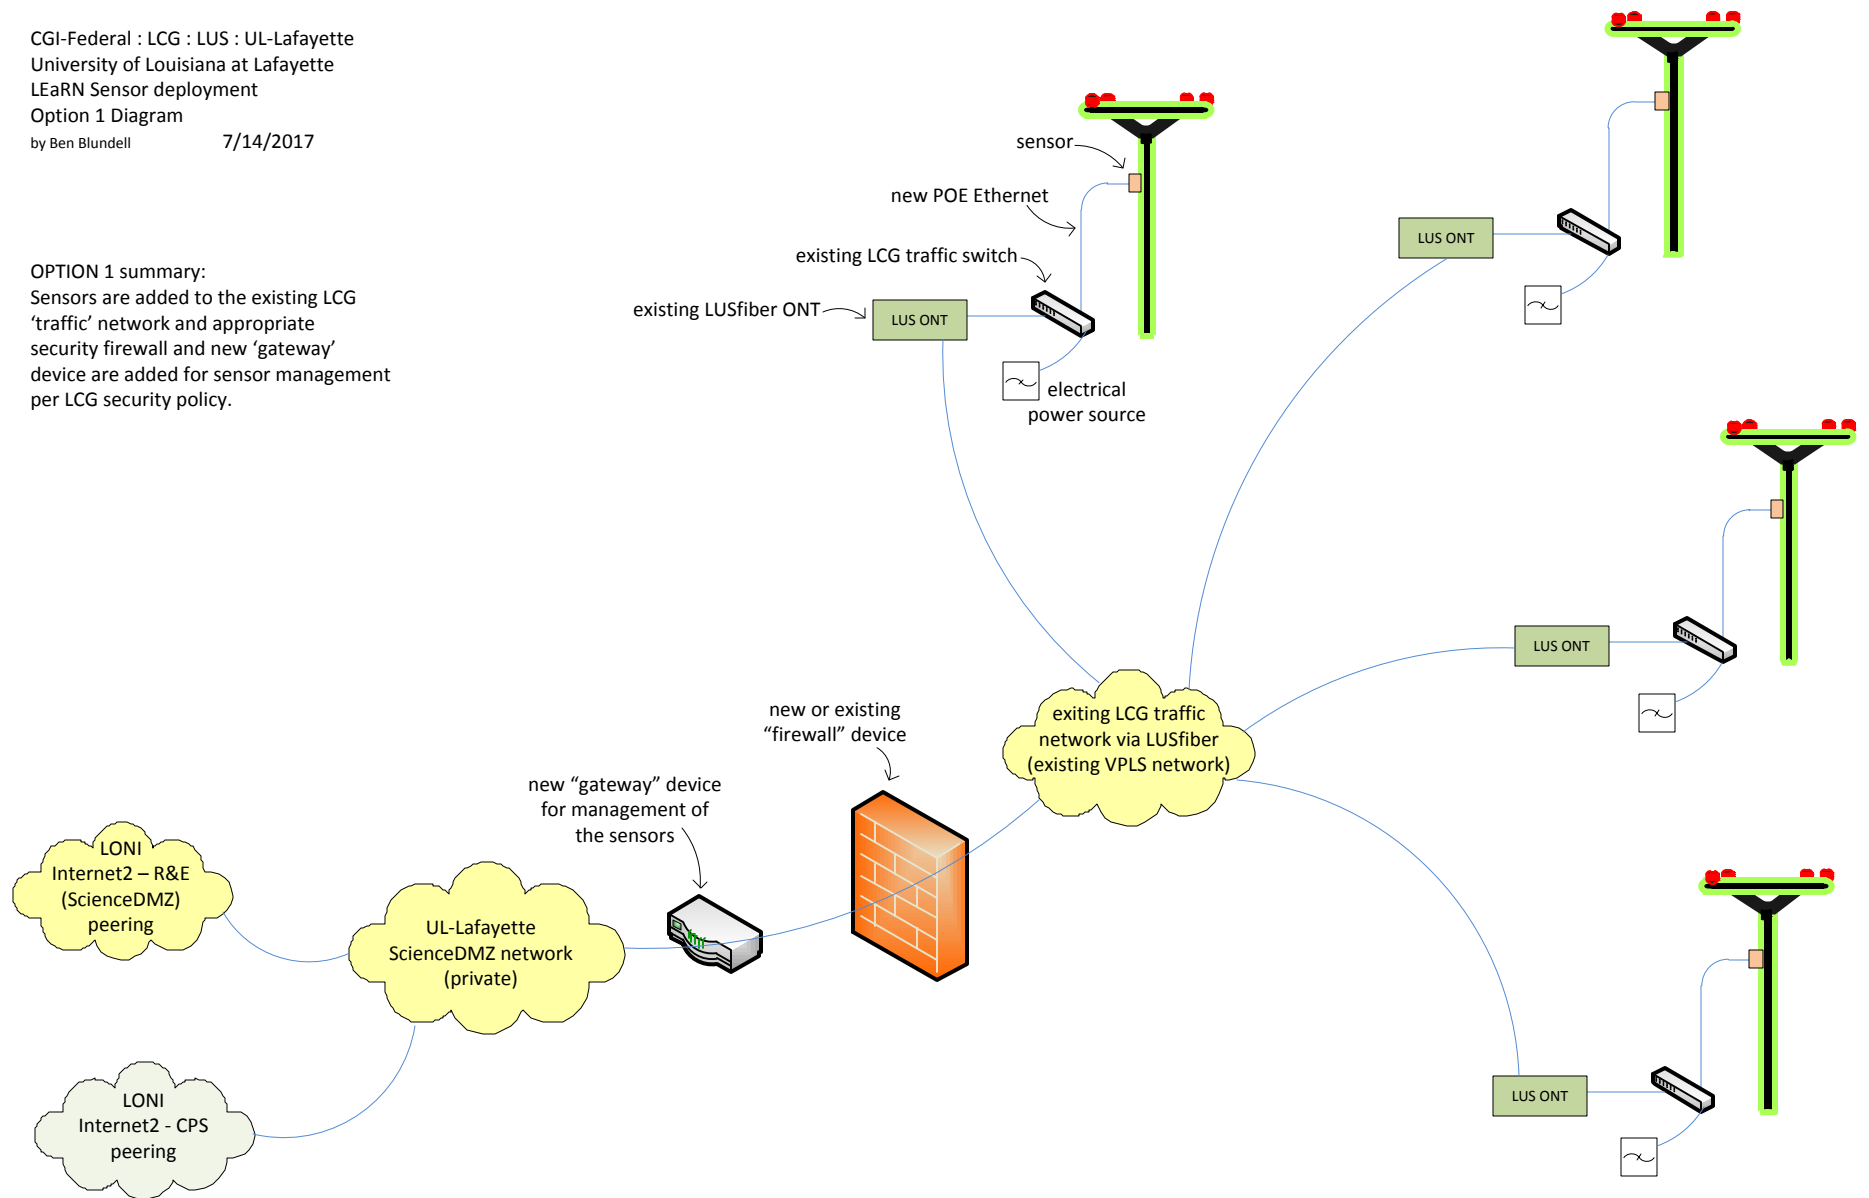 CGI-Federal : LCG : LUS : UL-Lafayette
University of Louisiana at Lafayette
LEaRN Sensor deployment
Option 1 Diagram
by Ben Blundell 7/14/2017
OPTION 1 summary:
Sensors are added to the existing LCG
‘traffic’ network and appropriate
security firewall and new ‘gateway’
device are added for sensor management
per LCG security policy.
sensor
new POE Ethernet
existing LCG traffic switch
existing LUSfiber ONT
LUS ONT
electrical
power source
LUS ONT
LUS ONT
LUS ONT
exiting LCG traffic
network via LUSfiber
(existing VPLS network)
new or existing
“firewall” device
new “gateway” device
for management of
the sensors
UL-Lafayette
ScienceDMZ network
(private)
LONI
Internet2 – R&E
(ScienceDMZ)
peering
LONI
Internet2 - CPS
peering